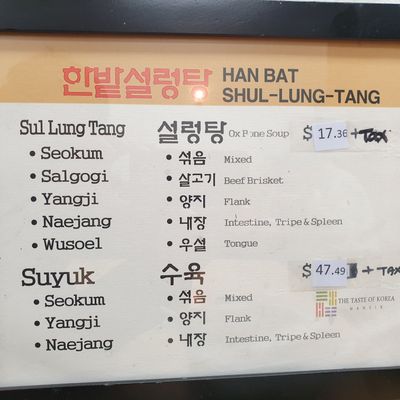 한밭설렁탕 HAN BAT
SHUL-LUNG-TANG
Sul Lung Tang 설렁탕 Ox Bone Soup $ 17.36 + Tax
• Seokum • 섞음 Mixed
• Salgogi • 살고기 Beef Brisket
• Yangji • 양지 Flank
• Naejang • 내장 Intestine, Tripe & Spleen
• Wusoel • 우설 Tongue
Suyuk 수육 $ 47.49 + TAX
• Seokum • 섞음 Mixed
THE TASTE OF KOREA
HANSIK
• Yangji • 양지 Flank
• Naejang • 내장 Intestine, Tripe & Spleen